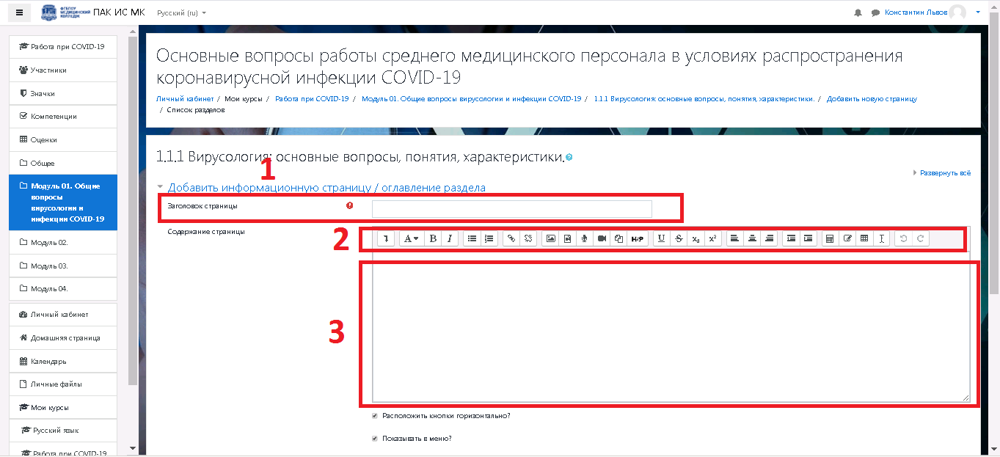 ФГБПОУ
МЕДИЦИНСКИЙ
КОЛЛЕДЖ
ПАК ИС МК
Русский (ru)
Константин Львов
Работа при COVID-19
Участники
Значки
Компетенции
Оценки
Общее
Модуль 01. Общие
вопросы
вирусологии и
инфекции COVID-19
Модуль 02.
Модуль 03.
Модуль 04.
Личный кабинет
Домашняя страница
Календарь
Личные файлы
Мои курсы
Русский язык
Работа при COVID-19
Основные вопросы работы среднего медицинского персонала в условиях распространения
коронавирусной инфекции COVID-19
Личный кабинет / Мои курсы / Работа при COVID-19 / Модуль 01. Общие вопросы вирусологии и инфекции COVID-19 / 1.1.1 Вирусология: основные вопросы, понятия, характеристики. / Добавить новую страницу
/ Список разделов
1.1.1 Вирусология: основные вопросы, понятия, характеристики.
1
Развернуть всё
Добавить информационную страницу / оглавление раздела
Заголовок страницы
Содержание страницы
2
A B I H-P U S x₂ x²
3
Расположить кнопки горизонтально?
Показывать в меню?